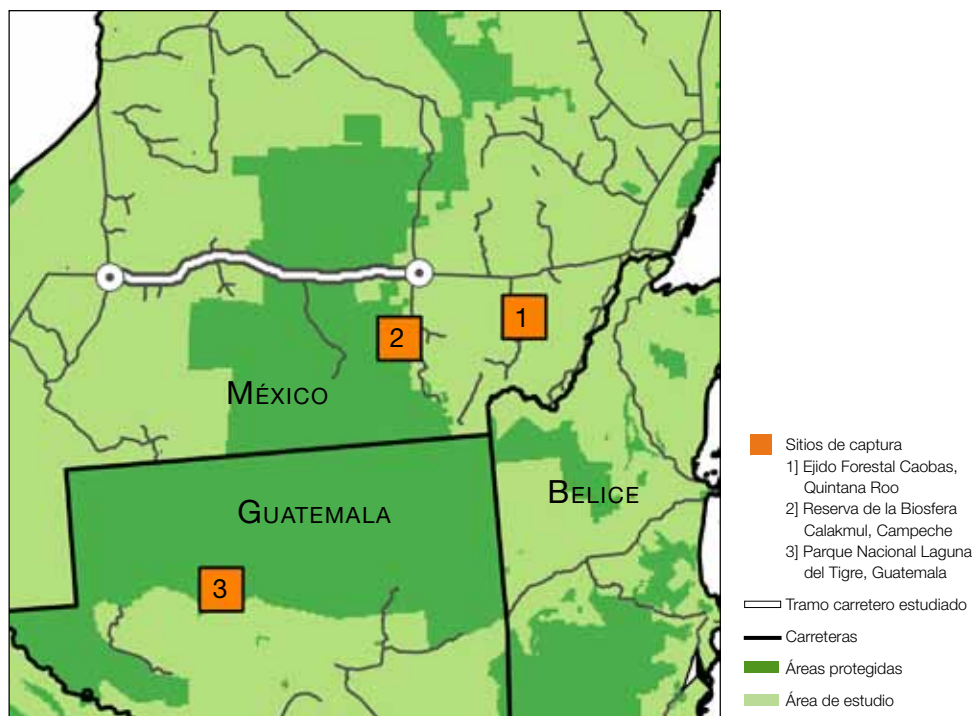 1
2
MÉXICO
GUATEMALA
BELICE
3
Sitios de captura
1] Ejido Forestal Caobas,
Quintana Roo
2] Reserva de la Biosfera
Calakmul, Campeche
3] Parque Nacional Laguna
del Tigre, Guatemala
Tramo carretero estudiado
Carreteras
Áreas protegidas
Área de estudio